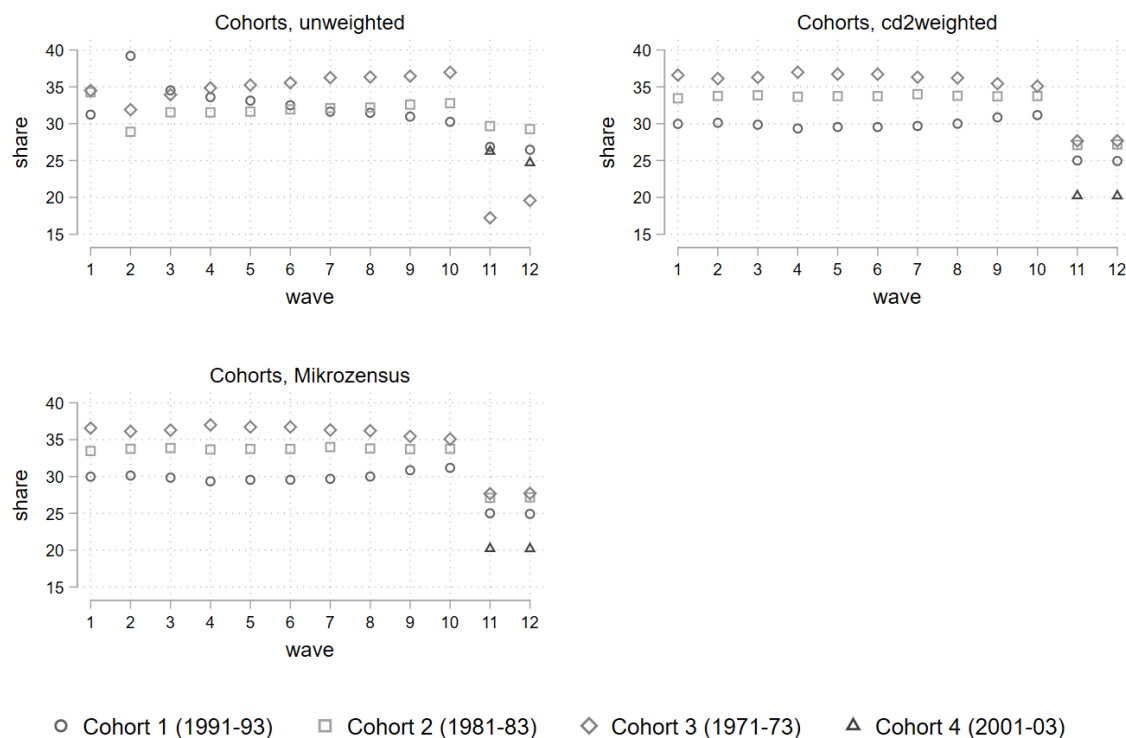 Cohorts, unweighted
40
35
30
25
20
15
share
1 2 3 4 5 6 7 8 9 10 11 12
wave
Cohorts, cd2weighted
40
35
30
25
20
15
share
1 2 3 4 5 6 7 8 9 10 11 12
wave
Cohorts, Mikrozensus
40
35
30
25
20
15
share
1 2 3 4 5 6 7 8 9 10 11 12
wave
Cohort 1 (1991-93) Cohort 2 (1981-83) Cohort 3 (1971-73) Cohort 4 (2001-03)